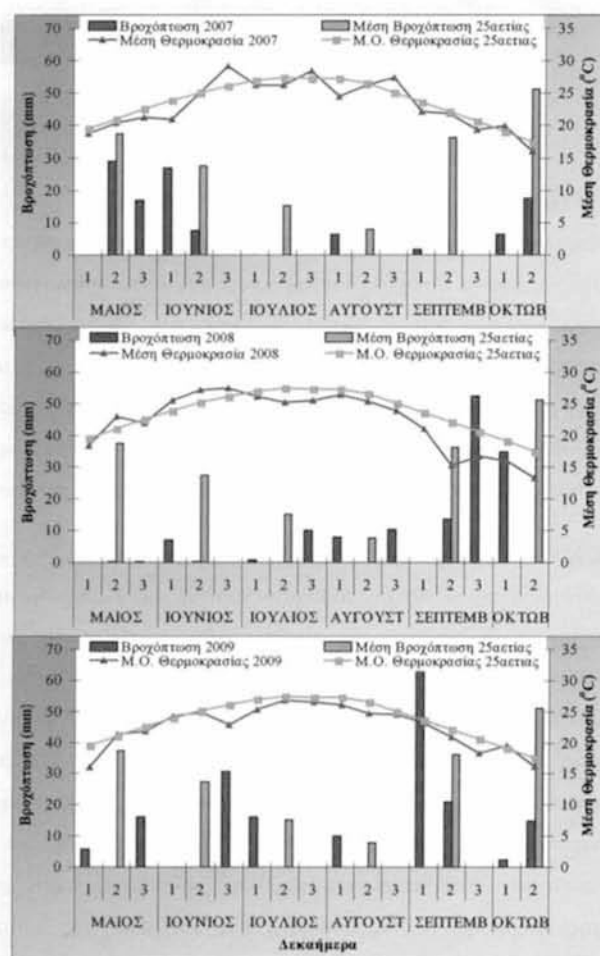 Βροχόπτωση 2007 Μέση Βροχόπτωση 25αετίας
Μέση Θερμοκρασία 2007 Μ.Ο. Θερμοκρασίας 25αετιας
Βροχόπτωση (mm)
70 60 50 40 30 20 10 0
35 30 25 20 15 10 5 0
Μέση Θερμοκρασία (°C)
1 2 3 1 2 3 1 2 3 1 2 3 1 2 3 1 2
ΜΑΙΟΣ ΙΟΥΝΙΟΣ ΙΟΥΛΙΟΣ ΑΥΓΟΥΣΤ ΣΕΠΤΕΜΒ ΟΚΤΩΒ
Βροχόπτωση 2008 Μέση Βροχόπτωση 25αετίας
Μέση Θερμοκρασία 2008 Μ.Ο. Θερμοκρασίας 25αετιας
Βροχόπτωση (mm)
70 60 50 40 30 20 10 0
35 30 25 20 15 10 5 0
Μέση Θερμοκρασία (°C)
1 2 3 1 2 3 1 2 3 1 2 3 1 2 3 1 2
ΜΑΙΟΣ ΙΟΥΝΙΟΣ ΙΟΥΛΙΟΣ ΑΥΓΟΥΣΤ ΣΕΠΤΕΜΒ ΟΚΤΩΒ
Βροχόπτωση 2009 Μέση Βροχόπτωση 25αετίας
Μ.Ο. Θερμοκρασίας 2009 Μ.Ο. Θερμοκρασίας 25αετιας
Βροχόπτωση (mm)
70 60 50 40 30 20 10 0
35 30 25 20 15 10 5 0
Μέση Θερμοκρασία (°C)
1 2 3 1 2 3 1 2 3 1 2 3 1 2 3 1 2
ΜΑΙΟΣ ΙΟΥΝΙΟΣ ΙΟΥΛΙΟΣ ΑΥΓΟΥΣΤ ΣΕΠΤΕΜΒ ΟΚΤΩΒ
Δεκαήμερα